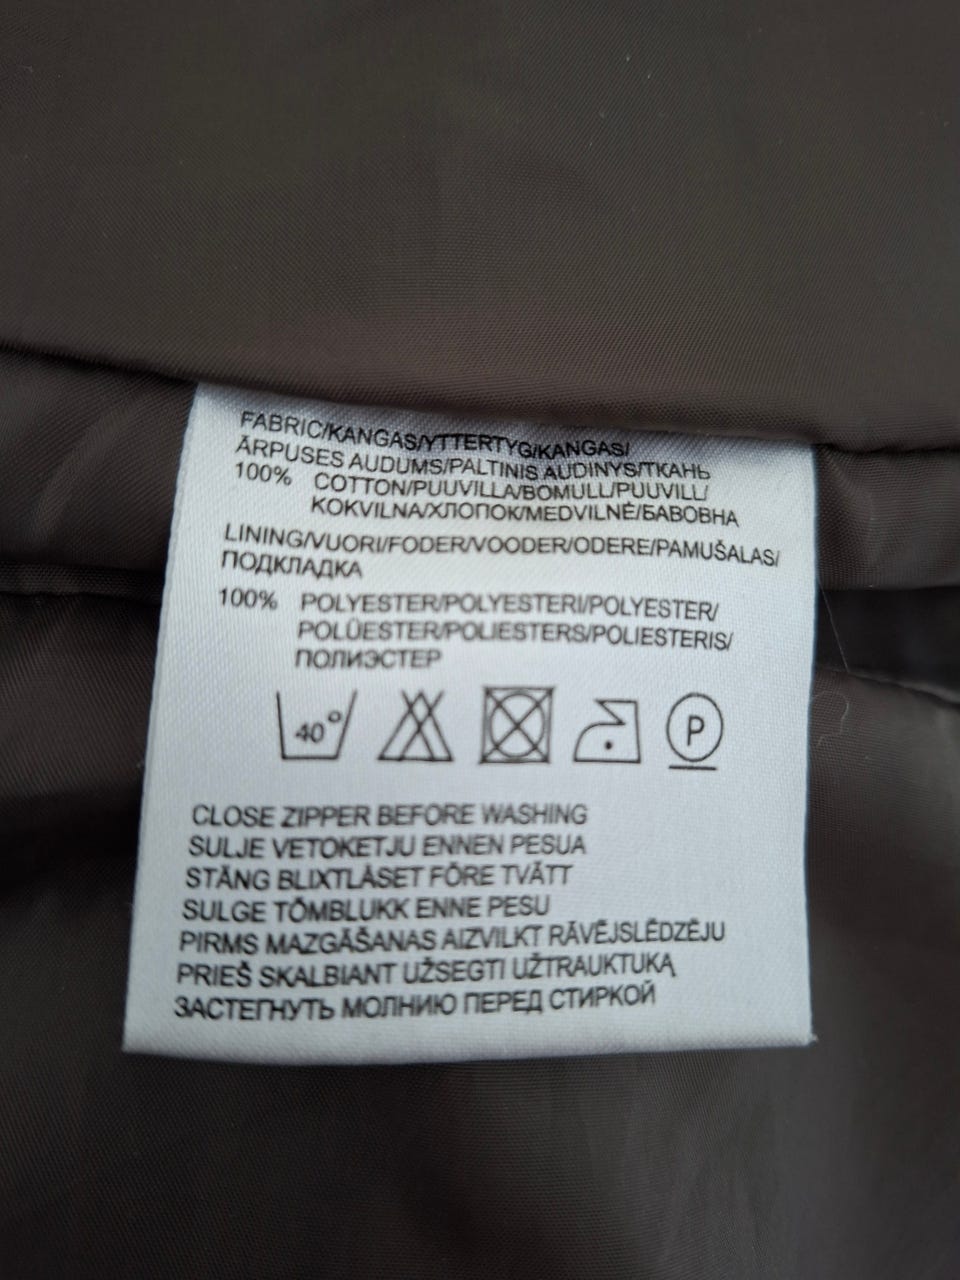 FABRIC/KANGAS/YTTERTYG/KANGAS/
ĀRPUSES AUDUMS/PALTINIS AUDINYS/ТКАНЬ
100% COTTON/PUUVILLA/BOMULL/PUUVILL/
KOKVILNA/ХЛОПОК/MEDVILNĖ/БАВОВНА
LINING/VUORI/FODER/VOODER/ODERE/PAMUŠALAS/
ПОДКЛАДКА
100% POLYESTER/POLYESTERI/POLYESTER/
POLÜESTER/POLIESTERS/POLIESTERIS/
ПОЛИЭСТЕР
40° P
CLOSE ZIPPER BEFORE WASHING
SULJE VETOKETJU ENNEN PESUA
STÄNG BLIXTLÅSET FÖRE TVÄTT
SULGE TÕMBLUKK ENNE PESU
PIRMS MAZGĀŠANAS AIZVILKT RĀVĒJSLĒDZĒJU
PRIEŠ SKALBIANT UŽSEGTI UŽTRAUKTUKĄ
ЗАСТЕГНУТЬ МОЛНИЮ ПЕРЕД СТИРКОЙ